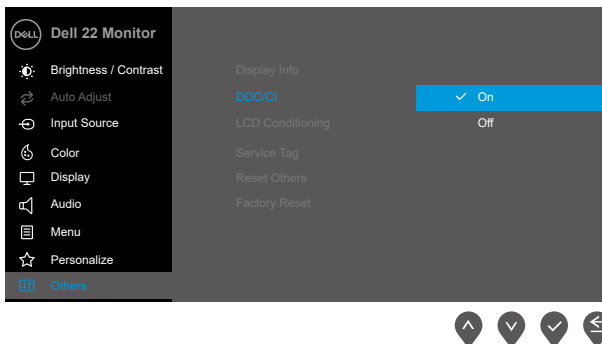 DELL
Dell 22 Monitor
Brightness / Contrast
Auto Adjust
Input Source
Color
Display
Audio
Menu
Personalize
Others
Display Info
DDC/CI
LCD Conditioning
Service Tag
Reset Others
Factory Reset
On
Off